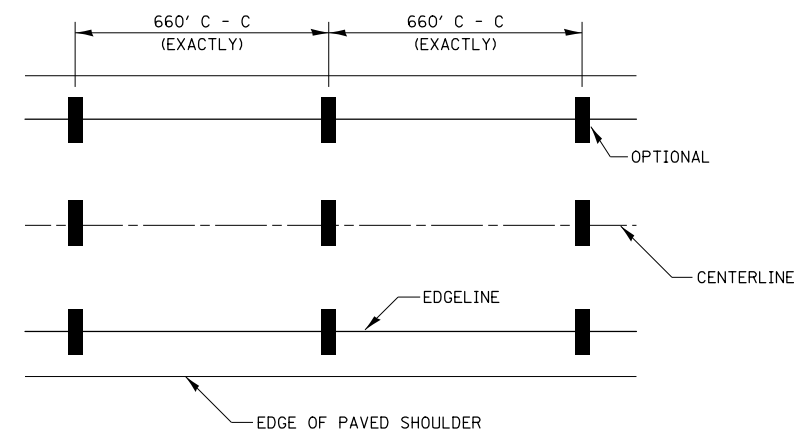 660' C - C
(EXACTLY)
660' C - C
(EXACTLY)
OPTIONAL
CENTERLINE
EDGELINE
EDGE OF PAVED SHOULDER